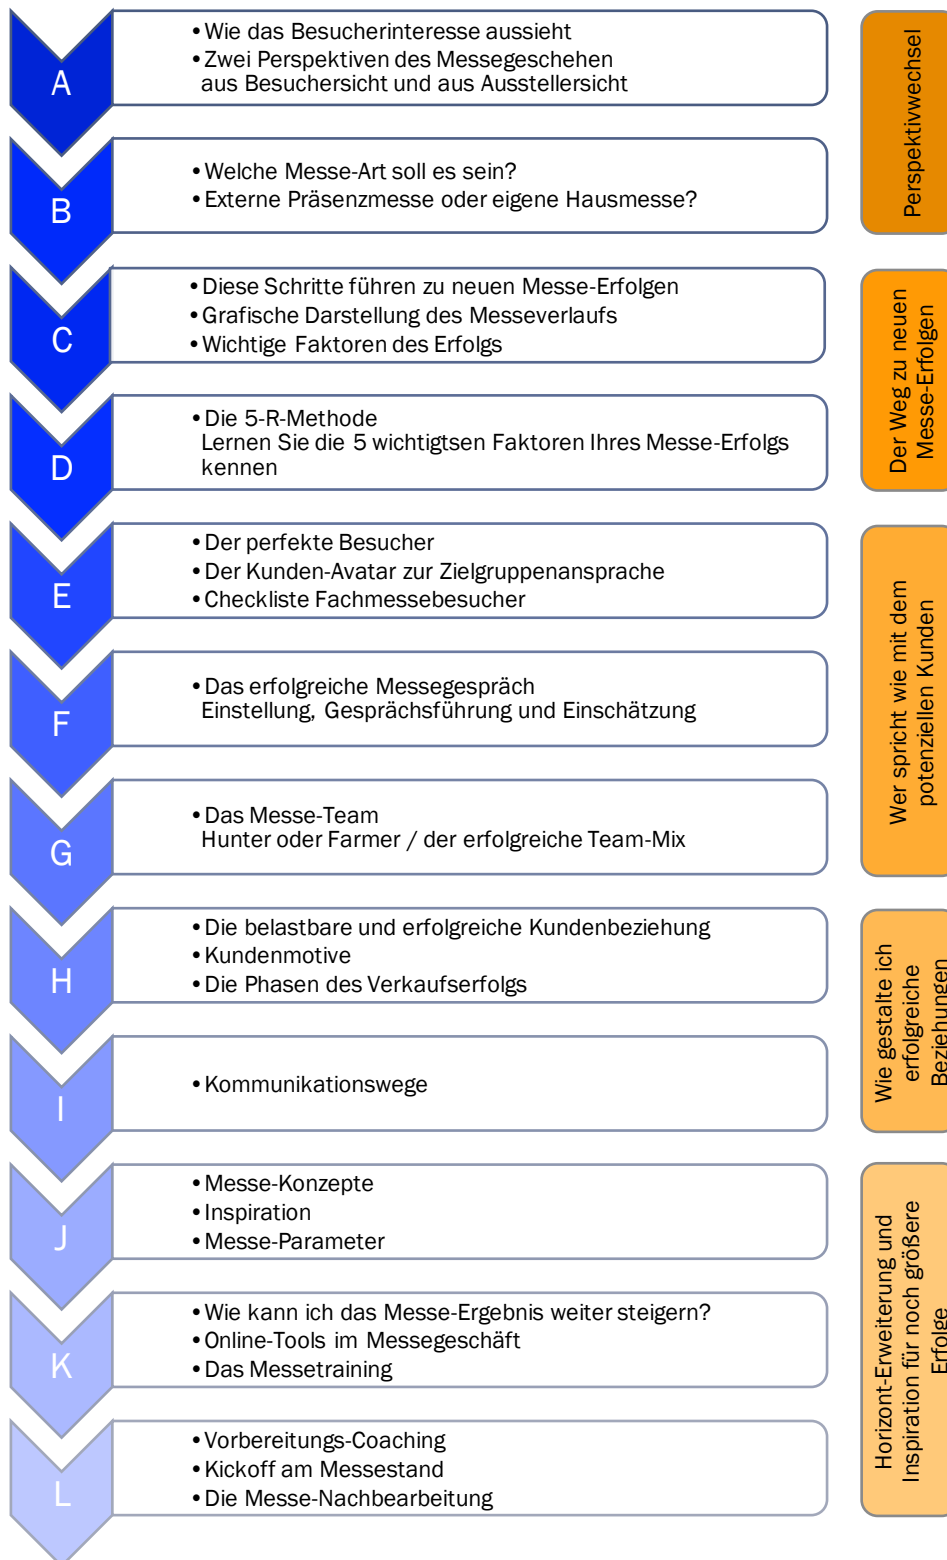 A
• Wie das Besucherinteresse aussieht
• Zwei Perspektiven des Messegeschehen
aus Besuchersicht und aus Ausstellersicht
B
• Welche Messe-Art soll es sein?
• Externe Präsenzmesse oder eigene Hausmesse?
Perspektivwechsel
C
• Diese Schritte führen zu neuen Messe-Erfolgen
• Grafische Darstellung des Messeverlaufs
• Wichtige Faktoren des Erfolgs
D
• Die 5-R-Methode
Lernen Sie die 5 wichtigtsen Faktoren Ihres Messe-Erfolgs
kennen
Der Weg zu neuen
Messe-Erfolgen
E
• Der perfekte Besucher
• Der Kunden-Avatar zur Zielgruppenansprache
• Checkliste Fachmessebesucher
F
• Das erfolgreiche Messegespräch
Einstellung, Gesprächsführung und Einschätzung
G
• Das Messe-Team
Hunter oder Farmer / der erfolgreiche Team-Mix
Wer spricht wie mit dem
potenziellen Kunden
H
• Die belastbare und erfolgreiche Kundenbeziehung
• Kundenmotive
• Die Phasen des Verkaufserfolgs
I
• Kommunikationswege
Wie gestalte ich
erfolgreiche
Beziehungen
J
• Messe-Konzepte
• Inspiration
• Messe-Parameter
K
• Wie kann ich das Messe-Ergebnis weiter steigern?
• Online-Tools im Messegeschäft
• Das Messetraining
L
• Vorbereitungs-Coaching
• Kickoff am Messestand
• Die Messe-Nachbearbeitung
Horizont-Erweiterung und
Inspiration für noch größere
Erfolge